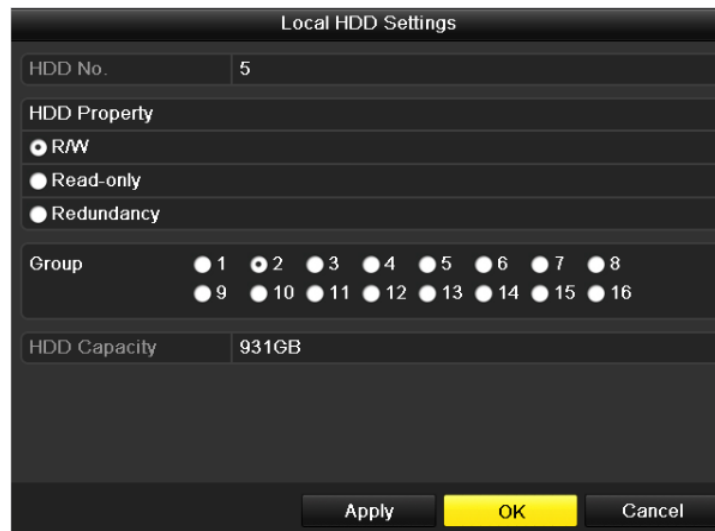 Local HDD Settings
HDD No. 5
HDD Property
R/W
Read-only
Redundancy
Group 1 2 3 4 5 6 7 8
9 10 11 12 13 14 15 16
HDD Capacity 931GB
Apply OK Cancel